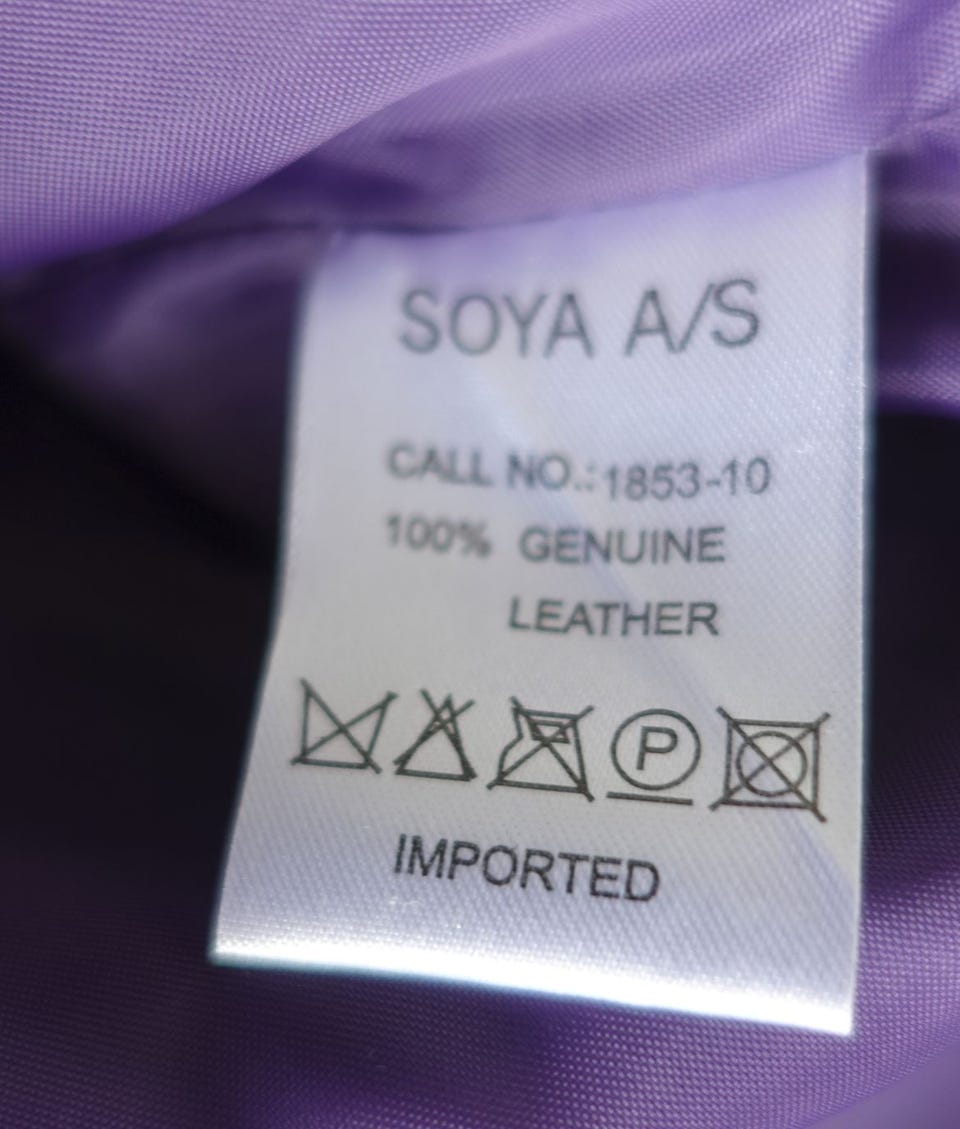 SOYA A/S
CALL NO.:1853-10
100% GENUINE
LEATHER
P
IMPORTED